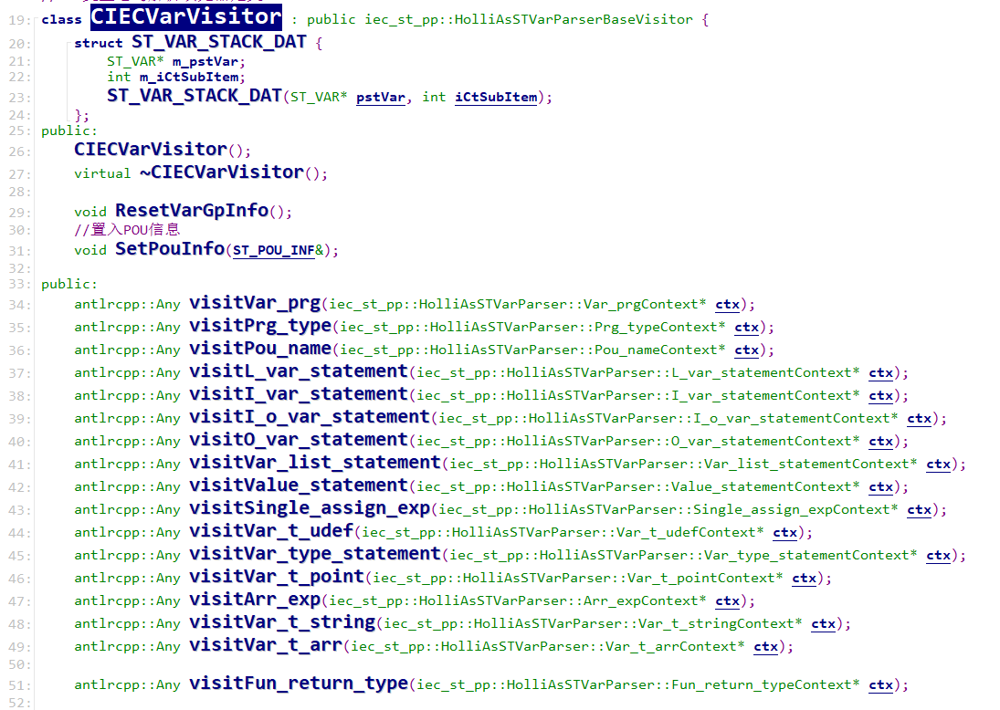 19: class CIECVarVisitor : public iec_st_pp::HolliAsSTVarParserBaseVisitor {
20: struct ST_VAR_STACK_DAT {
21: ST_VAR* m_pstVar;
22: int m_iCtSubItem;
23: ST_VAR_STACK_DAT(ST_VAR* pstVar, int iCtSubItem);
24: };
25: public:
26: CIECVarVisitor();
27: virtual ~CIECVarVisitor();
28:
29: void ResetVarGpInfo();
30: //置入POU信息
31: void SetPouInfo(ST_POU_INF&);
32:
33: public:
34: antlrcpp::Any visitVar_prg(iec_st_pp::HolliAsSTVarParser::Var_prgContext* ctx);
35: antlrcpp::Any visitPrg_type(iec_st_pp::HolliAsSTVarParser::Prg_typeContext* ctx);
36: antlrcpp::Any visitPou_name(iec_st_pp::HolliAsSTVarParser::Pou_nameContext* ctx);
37: antlrcpp::Any visitL_var_statement(iec_st_pp::HolliAsSTVarParser::L_var_statementContext* ctx);
38: antlrcpp::Any visitI_var_statement(iec_st_pp::HolliAsSTVarParser::I_var_statementContext* ctx);
39: antlrcpp::Any visitI_o_var_statement(iec_st_pp::HolliAsSTVarParser::I_o_var_statementContext* ctx);
40: antlrcpp::Any visitO_var_statement(iec_st_pp::HolliAsSTVarParser::O_var_statementContext* ctx);
41: antlrcpp::Any visitVar_list_statement(iec_st_pp::HolliAsSTVarParser::Var_list_statementContext* ctx);
42: antlrcpp::Any visitValue_statement(iec_st_pp::HolliAsSTVarParser::Value_statementContext* ctx);
43: antlrcpp::Any visitSingle_assign_exp(iec_st_pp::HolliAsSTVarParser::Single_assign_expContext* ctx);
44: antlrcpp::Any visitVar_t_udef(iec_st_pp::HolliAsSTVarParser::Var_t_udefContext* ctx);
45: antlrcpp::Any visitVar_type_statement(iec_st_pp::HolliAsSTVarParser::Var_type_statementContext* ctx);
46: antlrcpp::Any visitVar_t_point(iec_st_pp::HolliAsSTVarParser::Var_t_pointContext* ctx);
47: antlrcpp::Any visitArr_exp(iec_st_pp::HolliAsSTVarParser::Arr_expContext* ctx);
48: antlrcpp::Any visitVar_t_string(iec_st_pp::HolliAsSTVarParser::Var_t_stringContext* ctx);
49: antlrcpp::Any visitVar_t_arr(iec_st_pp::HolliAsSTVarParser::Var_t_arrContext* ctx);
50:
51: antlrcpp::Any visitFun_return_type(iec_st_pp::HolliAsSTVarParser::Fun_return_typeContext* ctx);
52: